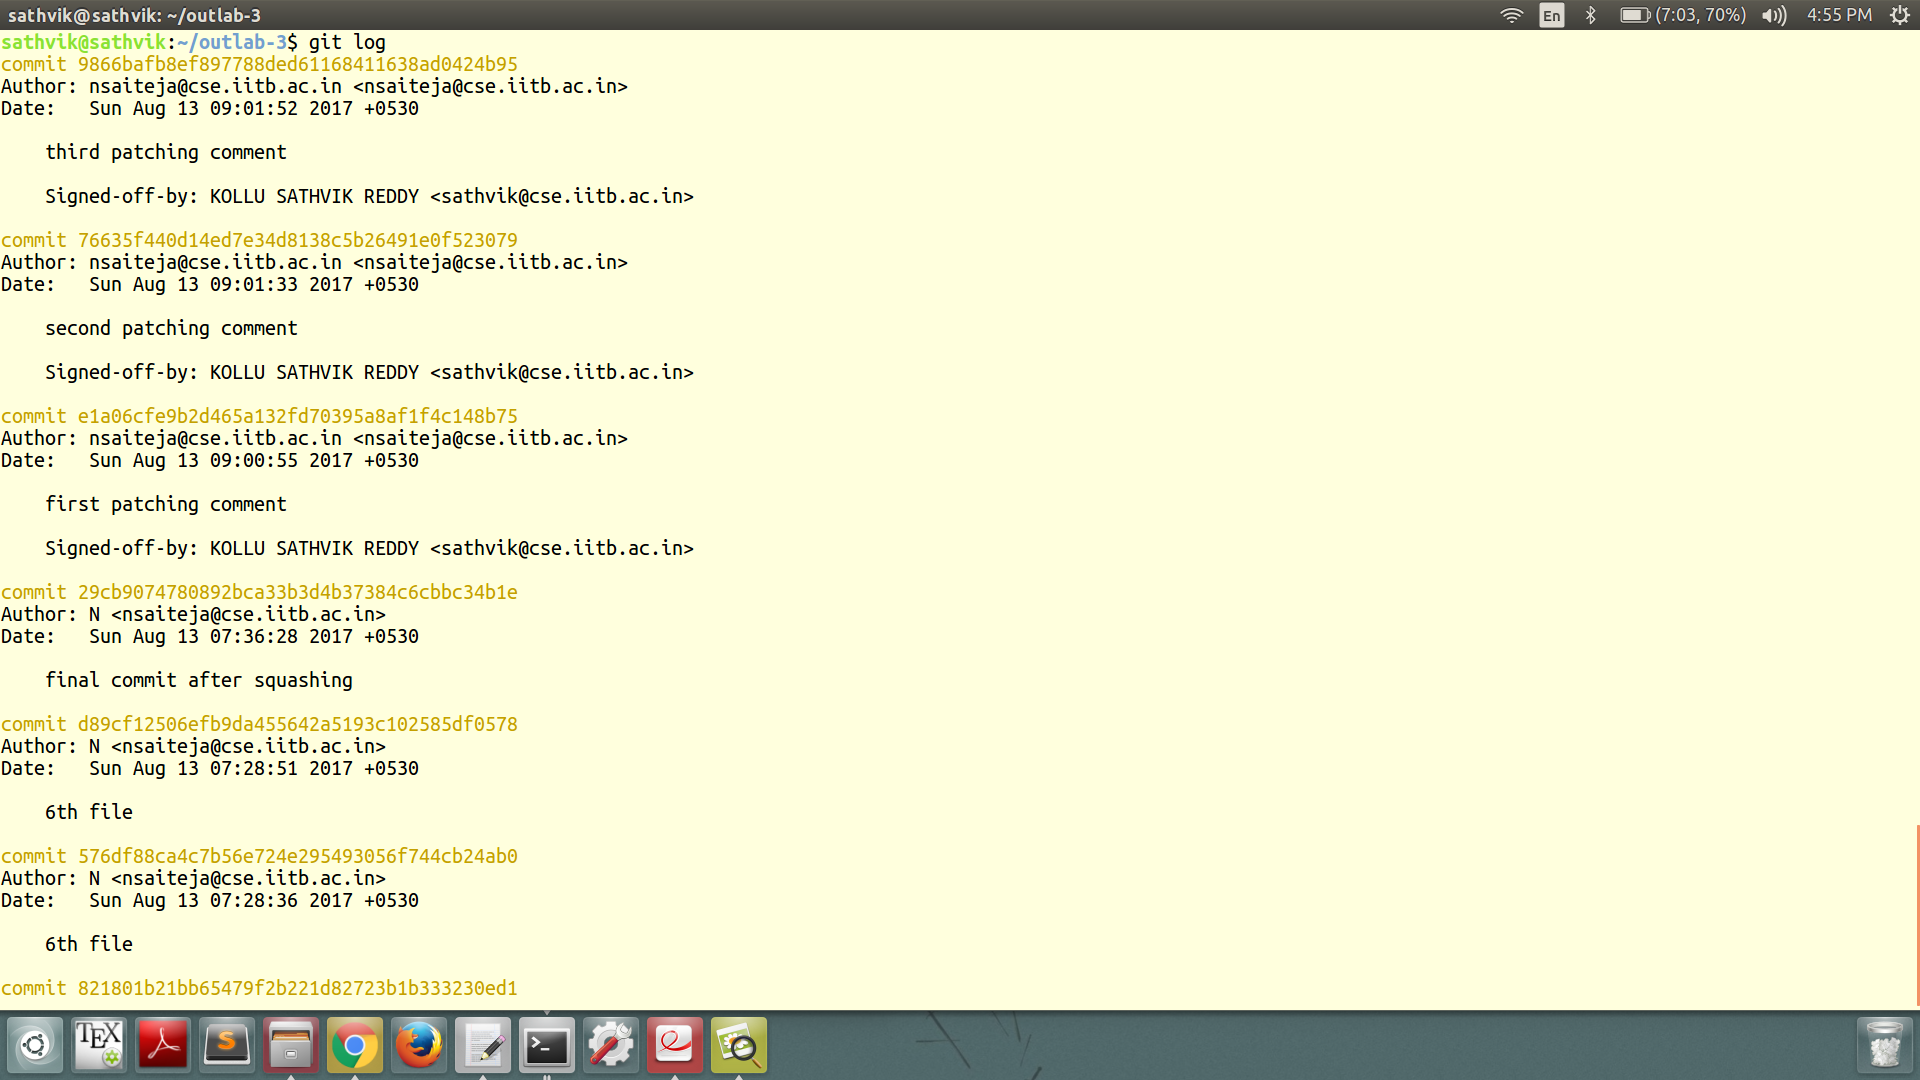 sathvik@sathvik: ~/outlab-3
En
(7:03, 70%)
4:55 PM
sathvik@sathvik:~/outlab-3$ git log
commit 9866bafb8ef897788ded61168411638ad0424b95
Author: nsaiteja@cse.iitb.ac.in <nsaiteja@cse.iitb.ac.in>
Date:   Sun Aug 13 09:01:52 2017 +0530
    third patching comment
    Signed-off-by: KOLLU SATHVIK REDDY <sathvik@cse.iitb.ac.in>
commit 76635f440d14ed7e34d8138c5b26491e0f523079
Author: nsaiteja@cse.iitb.ac.in <nsaiteja@cse.iitb.ac.in>
Date:   Sun Aug 13 09:01:33 2017 +0530
    second patching comment
    Signed-off-by: KOLLU SATHVIK REDDY <sathvik@cse.iitb.ac.in>
commit e1a06cfe9b2d465a132fd70395a8af1f4c148b75
Author: nsaiteja@cse.iitb.ac.in <nsaiteja@cse.iitb.ac.in>
Date:   Sun Aug 13 09:00:55 2017 +0530
    first patching comment
    Signed-off-by: KOLLU SATHVIK REDDY <sathvik@cse.iitb.ac.in>
commit 29cb9074780892bca33b3d4b37384c6cbbc34b1e
Author: N <nsaiteja@cse.iitb.ac.in>
Date:   Sun Aug 13 07:36:28 2017 +0530
    final commit after squashing
commit d89cf12506efb9da455642a5193c102585df0578
Author: N <nsaiteja@cse.iitb.ac.in>
Date:   Sun Aug 13 07:28:51 2017 +0530
    6th file
commit 576df88ca4c7b56e724e295493056f744cb24ab0
Author: N <nsaiteja@cse.iitb.ac.in>
Date:   Sun Aug 13 07:28:36 2017 +0530
    6th file
commit 821801b21bb65479f2b221d82723b1b333230ed1
TEX
S
>_